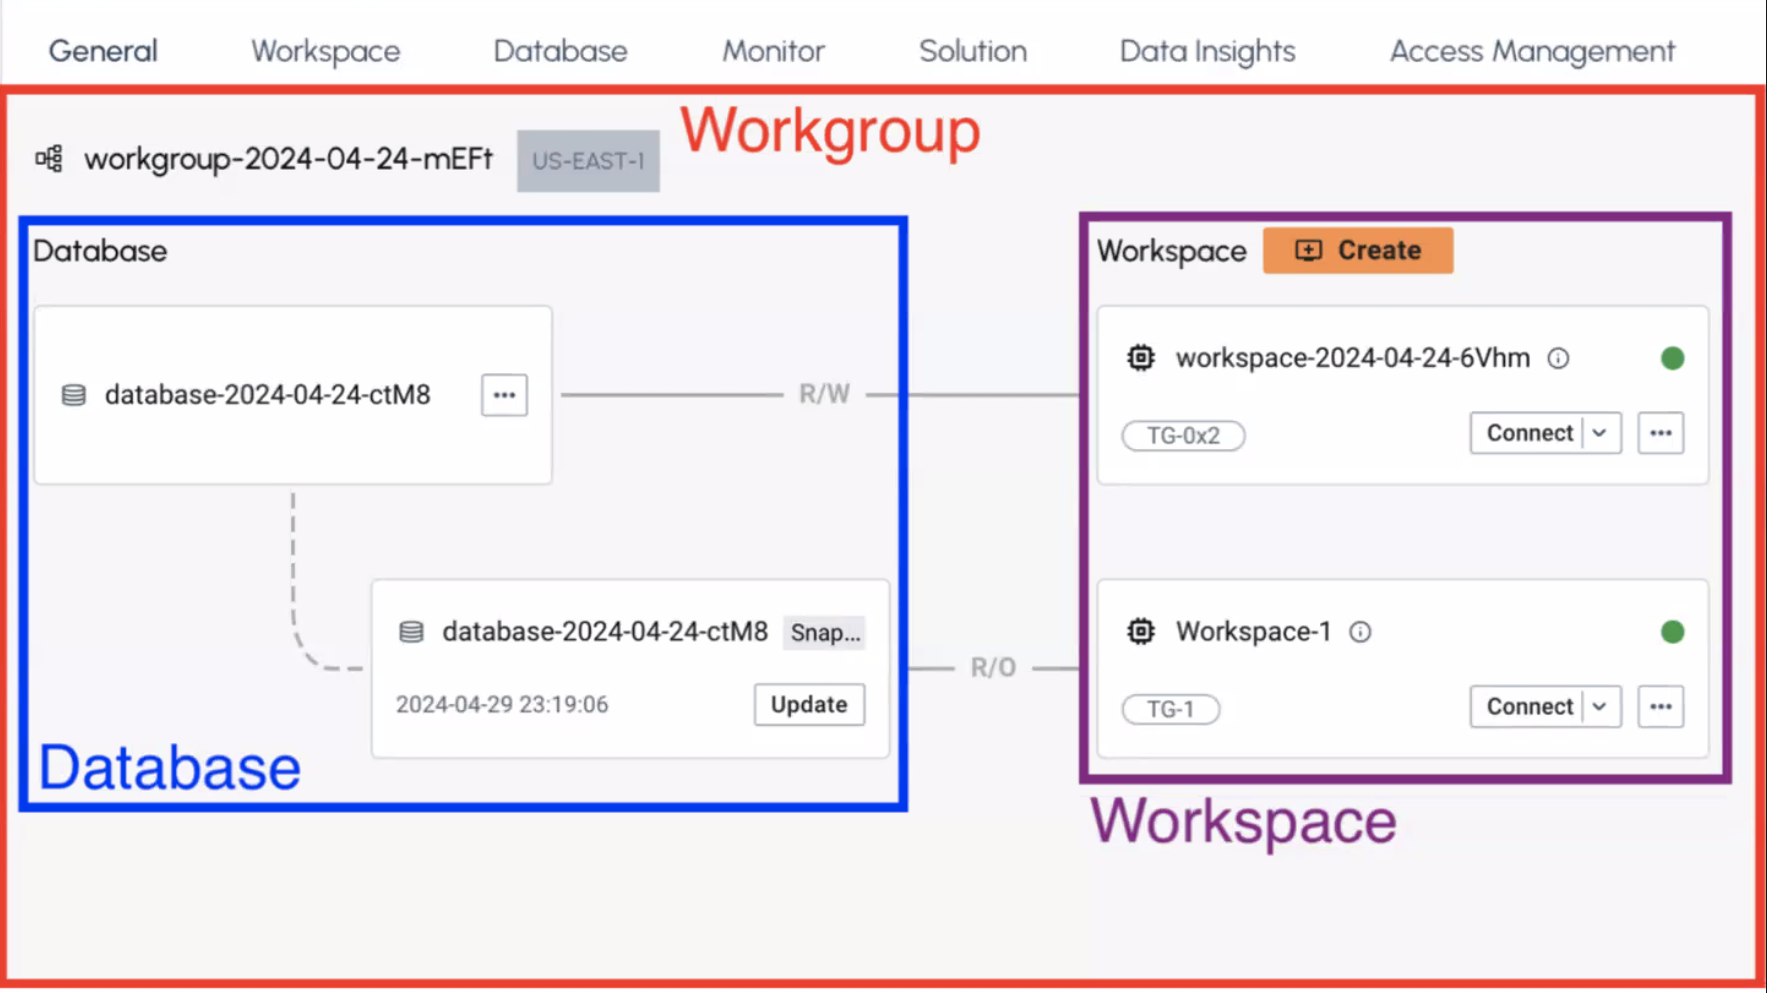 General Workspace Database Monitor Solution Data Insights Access Management
Workgroup
workgroup-2024-04-24-mEFt US-EAST-1
Database
database-2024-04-24-ctM8
R/W
database-2024-04-24-ctM8 Snap...
2024-04-29 23:19:06 Update
Database
R/O
Workspace Create
workspace-2024-04-24-6Vhm
TG-0x2 Connect
Workspace-1
TG-1 Connect
Workspace